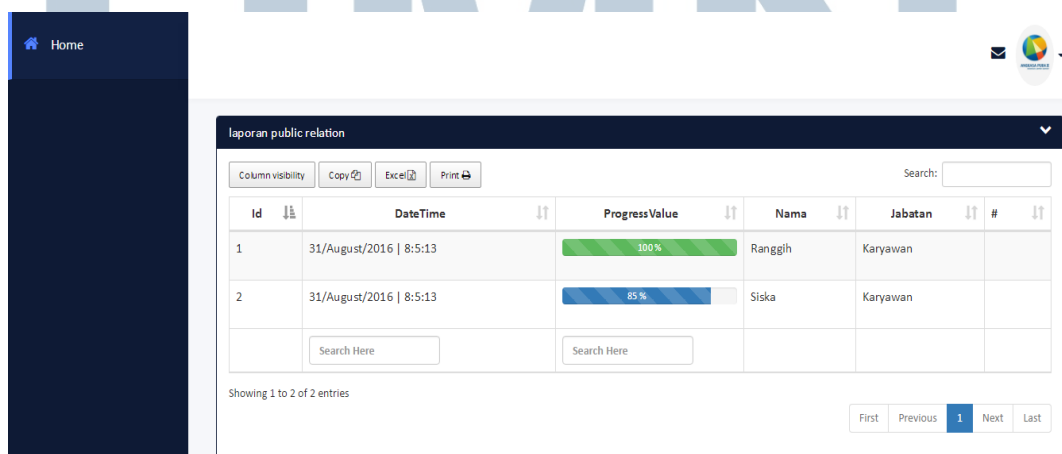 Home
laporan public relation
Column visibility Copy Excel Print Search:
Id DateTime ProgressValue Nama Jabatan #
1 31/August/2016 | 8:5:13 100% Ranggih Karyawan
2 31/August/2016 | 8:5:13 85% Siska Karyawan
Search Here Search Here
Showing 1 to 2 of 2 entries
First Previous 1 Next Last